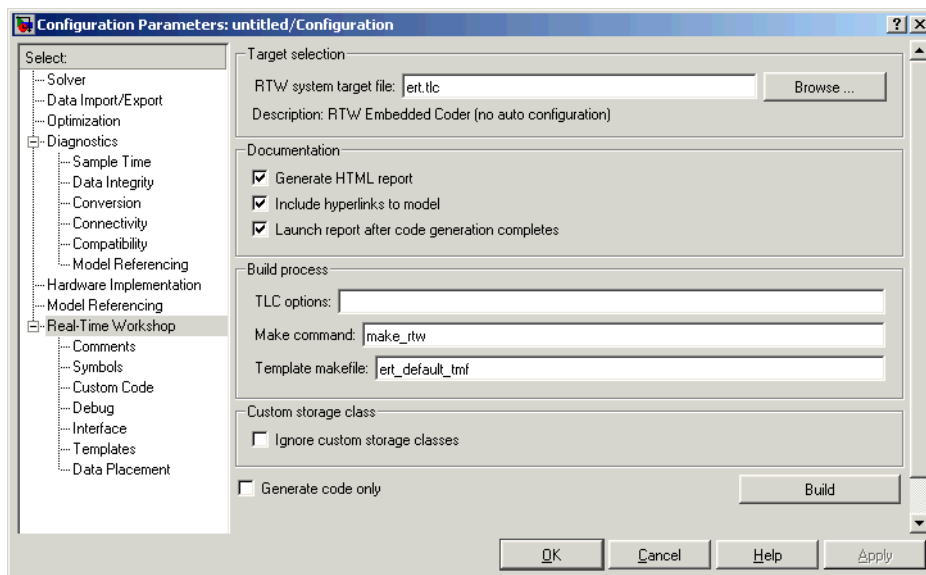 Configuration Parameters: untitled/Configuration
Select:
Solver
Data Import/Export
Optimization
Diagnostics
Sample Time
Data Integrity
Conversion
Connectivity
Compatibility
Model Referencing
Hardware Implementation
Model Referencing
Real-Time Workshop
Comments
Symbols
Custom Code
Debug
Interface
Templates
Data Placement
Target selection
RTW system target file: ert.tlc Browse ...
Description: RTW Embedded Coder (no auto configuration)
Documentation
Generate HTML report
Include hyperlinks to model
Launch report after code generation completes
Build process
TLC options:
Make command: make_rtw
Template makefile: ert_default_tmf
Custom storage class
Ignore custom storage classes
Generate code only Build
OK Cancel Help Apply